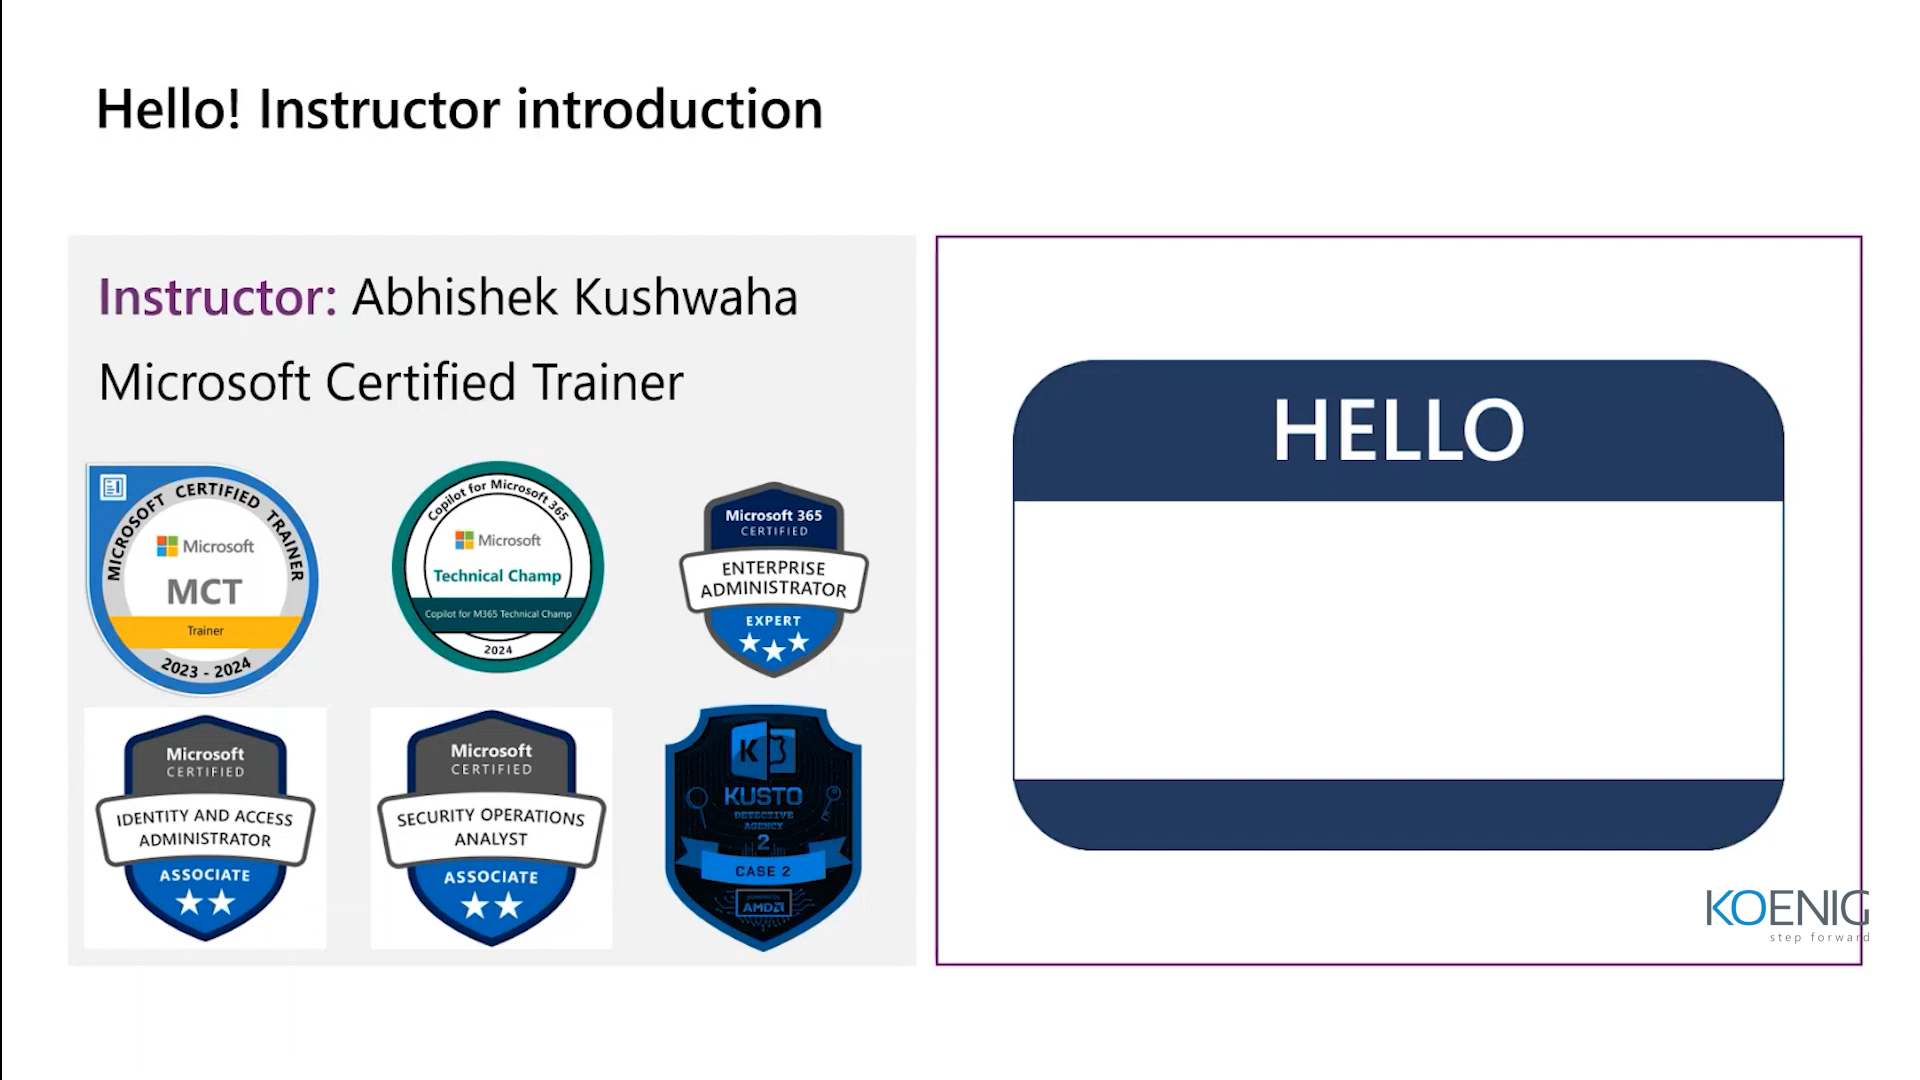 Hello! Instructor introduction
Instructor: Abhishek Kushwaha
Microsoft Certified Trainer
MICROSOFT CERTIFIED TRAINER
Microsoft
MCT
Trainer
2023 - 2024
Copilot for Microsoft 365
Microsoft
Technical Champ
Copilot for M365 Technical Champ
2024
Microsoft 365
CERTIFIED
ENTERPRISE
ADMINISTRATOR
EXPERT
Microsoft
CERTIFIED
IDENTITY AND ACCESS
ADMINISTRATOR
ASSOCIATE
Microsoft
CERTIFIED
SECURITY OPERATIONS
ANALYST
ASSOCIATE
K
KUSTO
DETECTIVE
AGENCY
2
CASE 2
AMD
HELLO
KOENIG
step forward